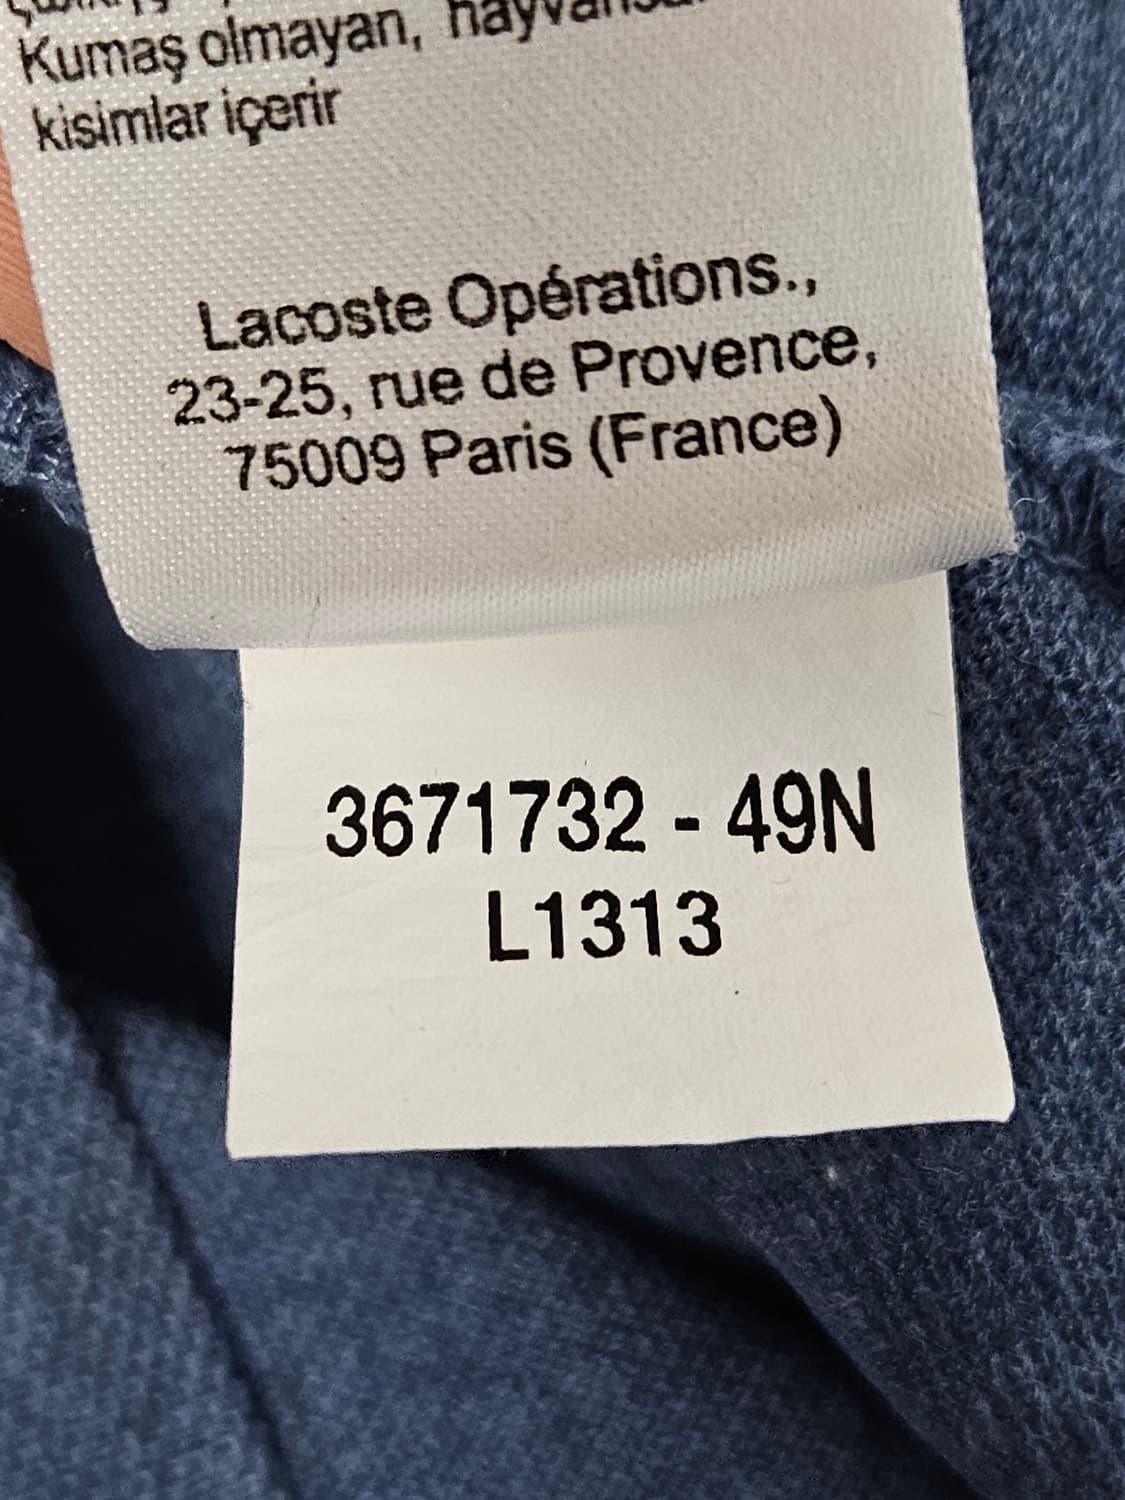 Kumaş olmayan,
kisimlar içerir
Lacoste Opérations.,
23-25, rue de Provence,
75009 Paris (France)
3671732 - 49N
L1313